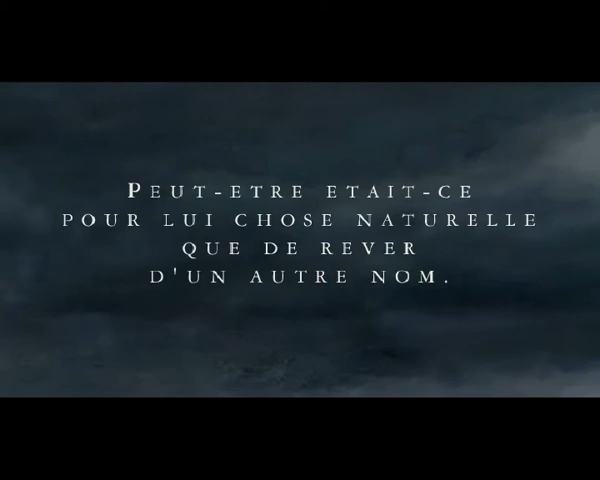 PEUT-ETRE ETAIT-CE
POUR LUI CHOSE NATURELLE
QUE DE REVER
D'UN AUTRE NOM.